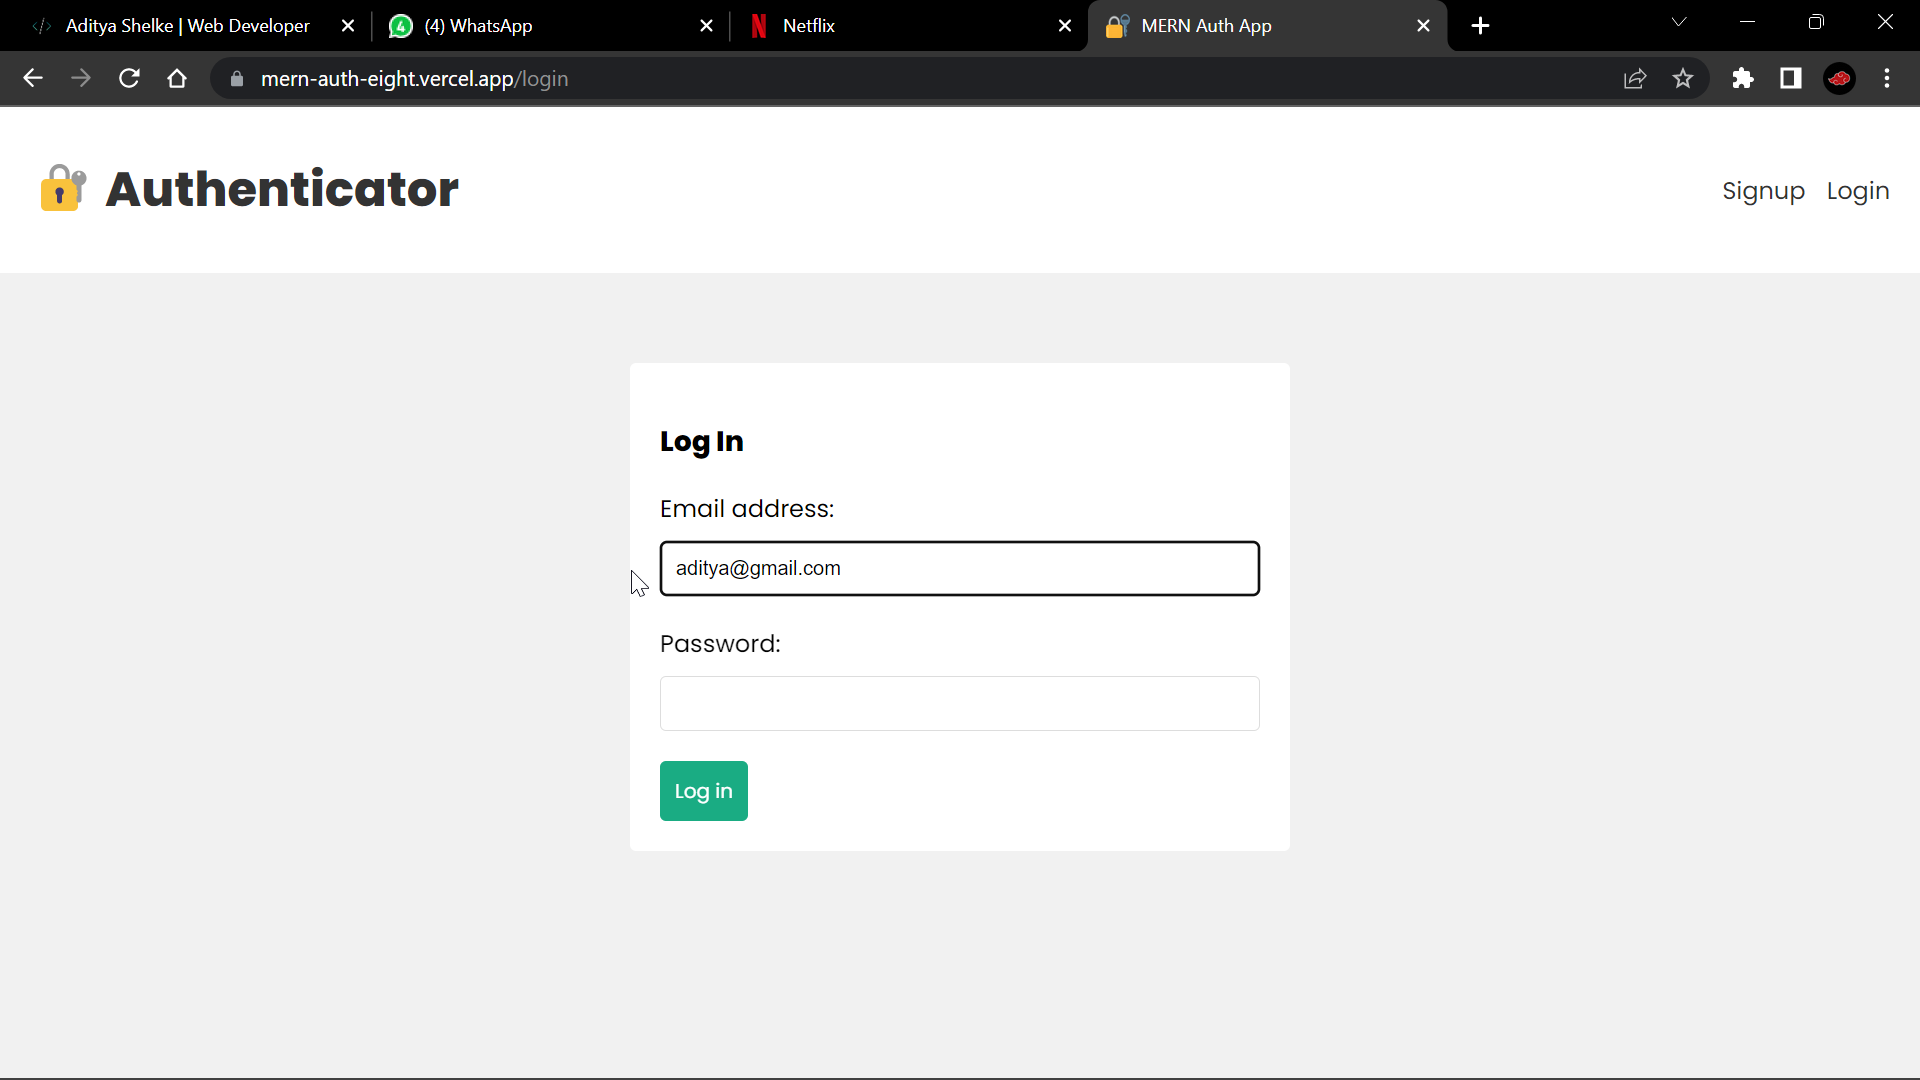 Aditya Shelke | Web Developer
4
(4) WhatsApp
N
Netflix
MERN Auth App
mern-auth-eight.vercel.app/login
Authenticator
Signup
Login
Log In
Email address:
aditya@gmail.com
Password:
Log in